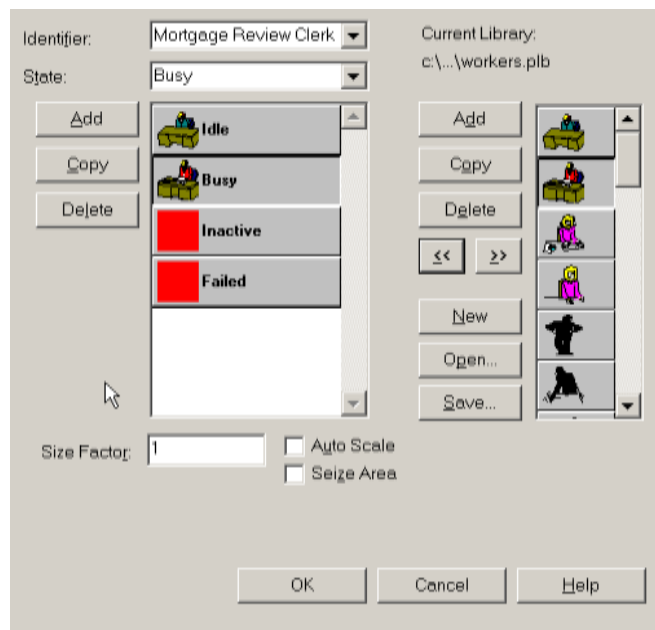 Identifier:
Mortgage Review Clerk
State:
Busy
Add
Copy
Delete
Idle
Busy
Inactive
Failed
Size Factor:
1
Auto Scale
Seize Area
Current Library:
c:\...\workers.plb
Add
Copy
Delete
<<
>>
New
Open...
Save...
OK
Cancel
Help